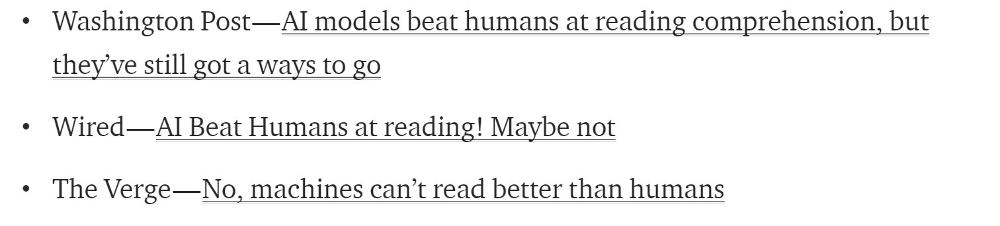 • Washington Post—AI models beat humans at reading comprehension, but
they’ve still got a ways to go
• Wired—AI Beat Humans at reading! Maybe not
• The Verge—No, machines can’t read better than humans